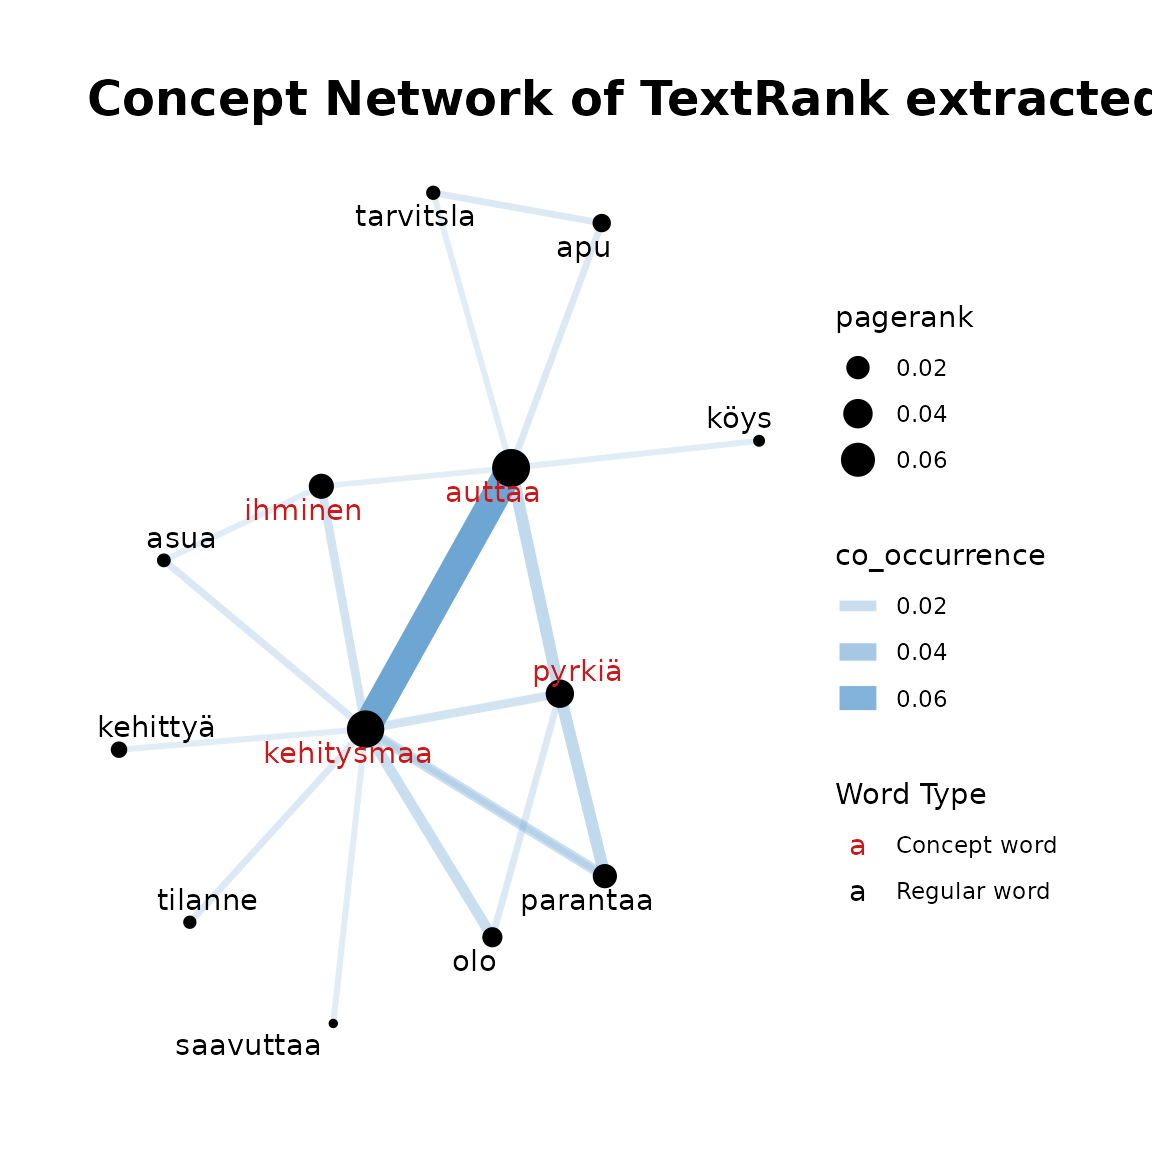 Concept Network of TextRank extracted
tarvitsla
apu
pagerank
0.02
0.04
0.06
köys
auttaa
ihminen
asua
co_occurrence
0.02
0.04
0.06
pyrkiä
kehittyä
kehitysmaa
Word Type
a Concept word
a Regular word
tilanne
parantaa
olo
saavuttaa